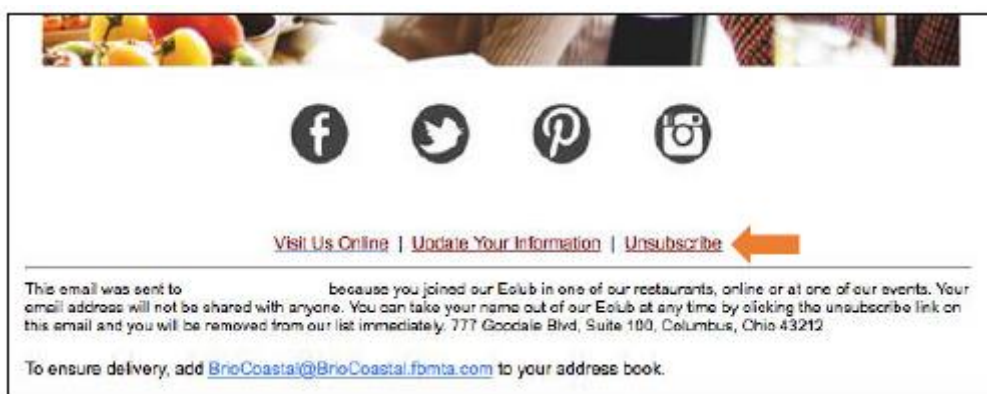 Visit Us Online | Update Your Information | Unsubscribe
This email was sent to because you joined our Eclub in one of our restaurants, online or at one of our events. Your
email address will not be shared with anyone. You can take your name out of our Eclub at any time by clicking the unsubscribe link on
this email and you will be removed from our list immediately. 777 Goodale Blvd, Suite 100, Columbus, Ohio 43212
To ensure delivery, add BrioCoastal@BrioCoastal.fbmta.com to your address book.